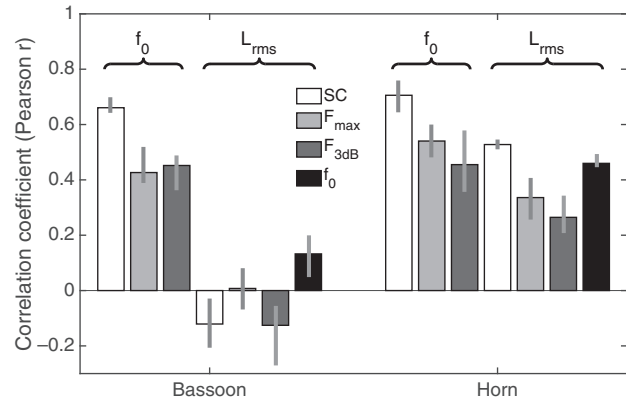 1
0.8
0.6
0.4
0.2
0
−0.2
Correlation coefficient (Pearson r)
f0
Lrms
f0
Lrms
SC
Fmax
F3dB
f0
Bassoon
Horn